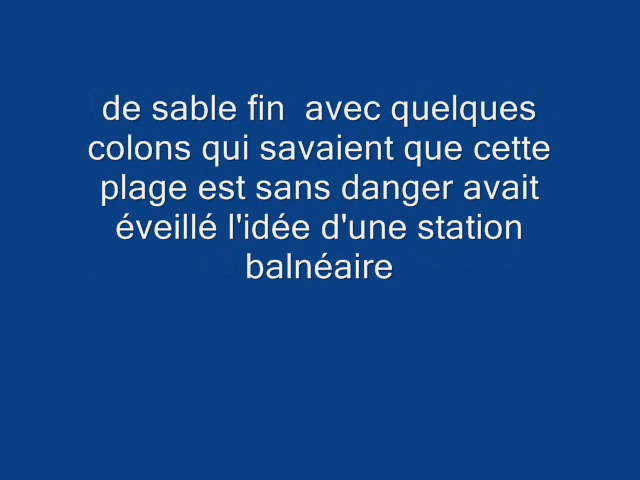 de sable fin  avec quelques
colons qui savaient que cette
plage est sans danger avait
éveillé l'idée d'une station
balnéaire